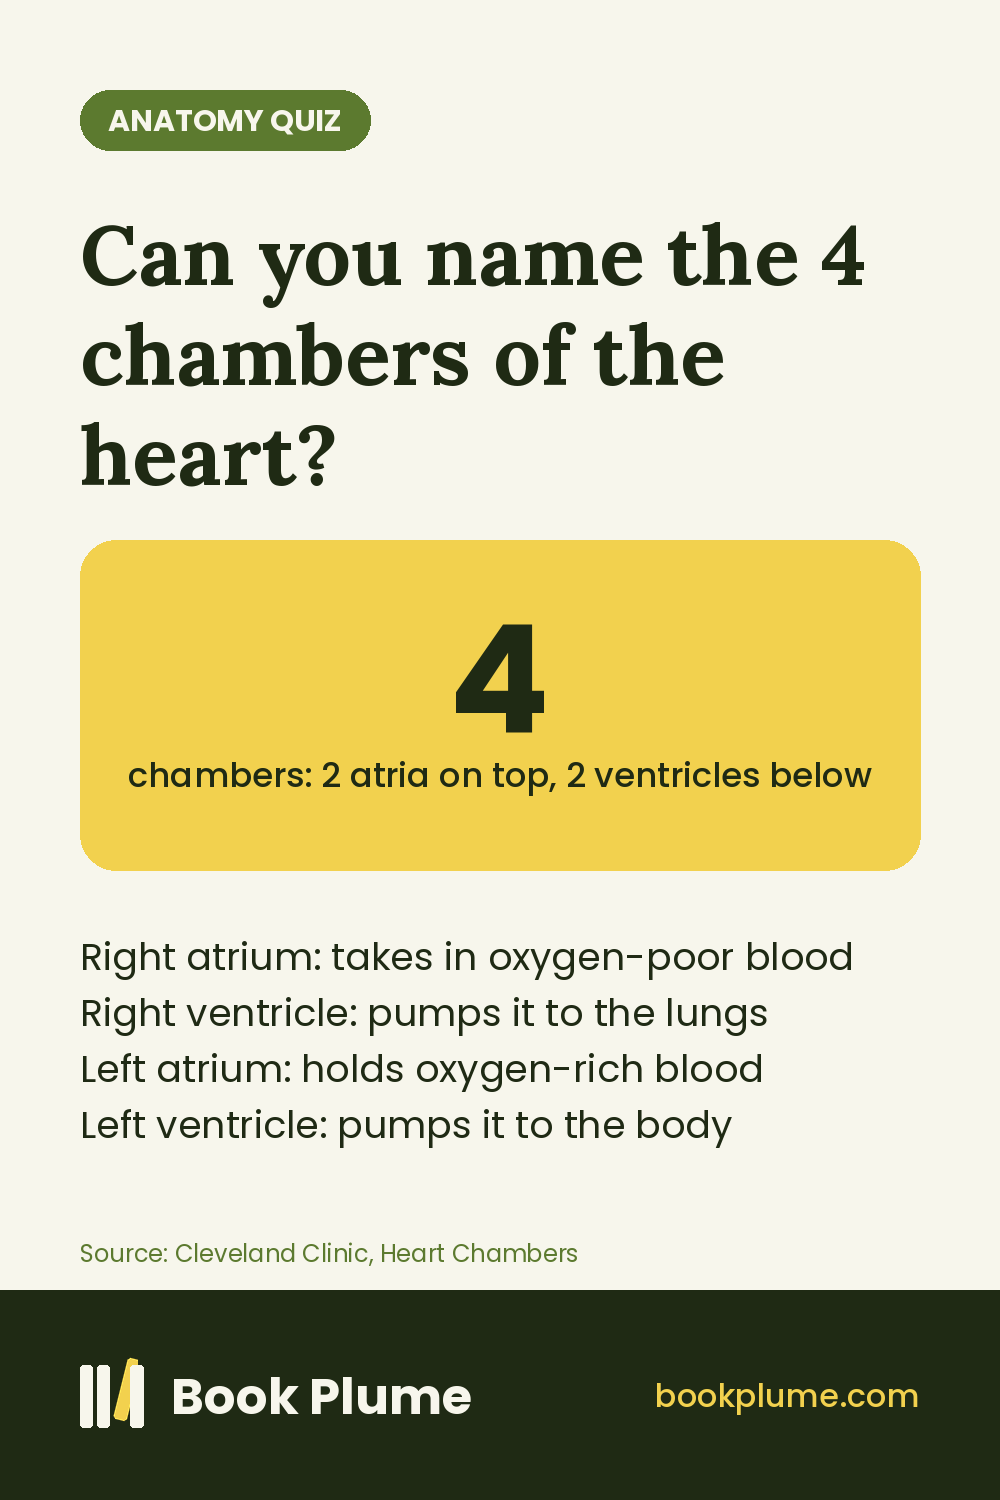 ANATOMY QUIZ
Can you name the 4
chambers of the
heart?
4
chambers: 2 atria on top, 2 ventricles below
Right atrium: takes in oxygen-poor blood
Right ventricle: pumps it to the lungs
Left atrium: holds oxygen-rich blood
Left ventricle: pumps it to the body
Source: Cleveland Clinic, Heart Chambers
Book Plume
bookplume.com